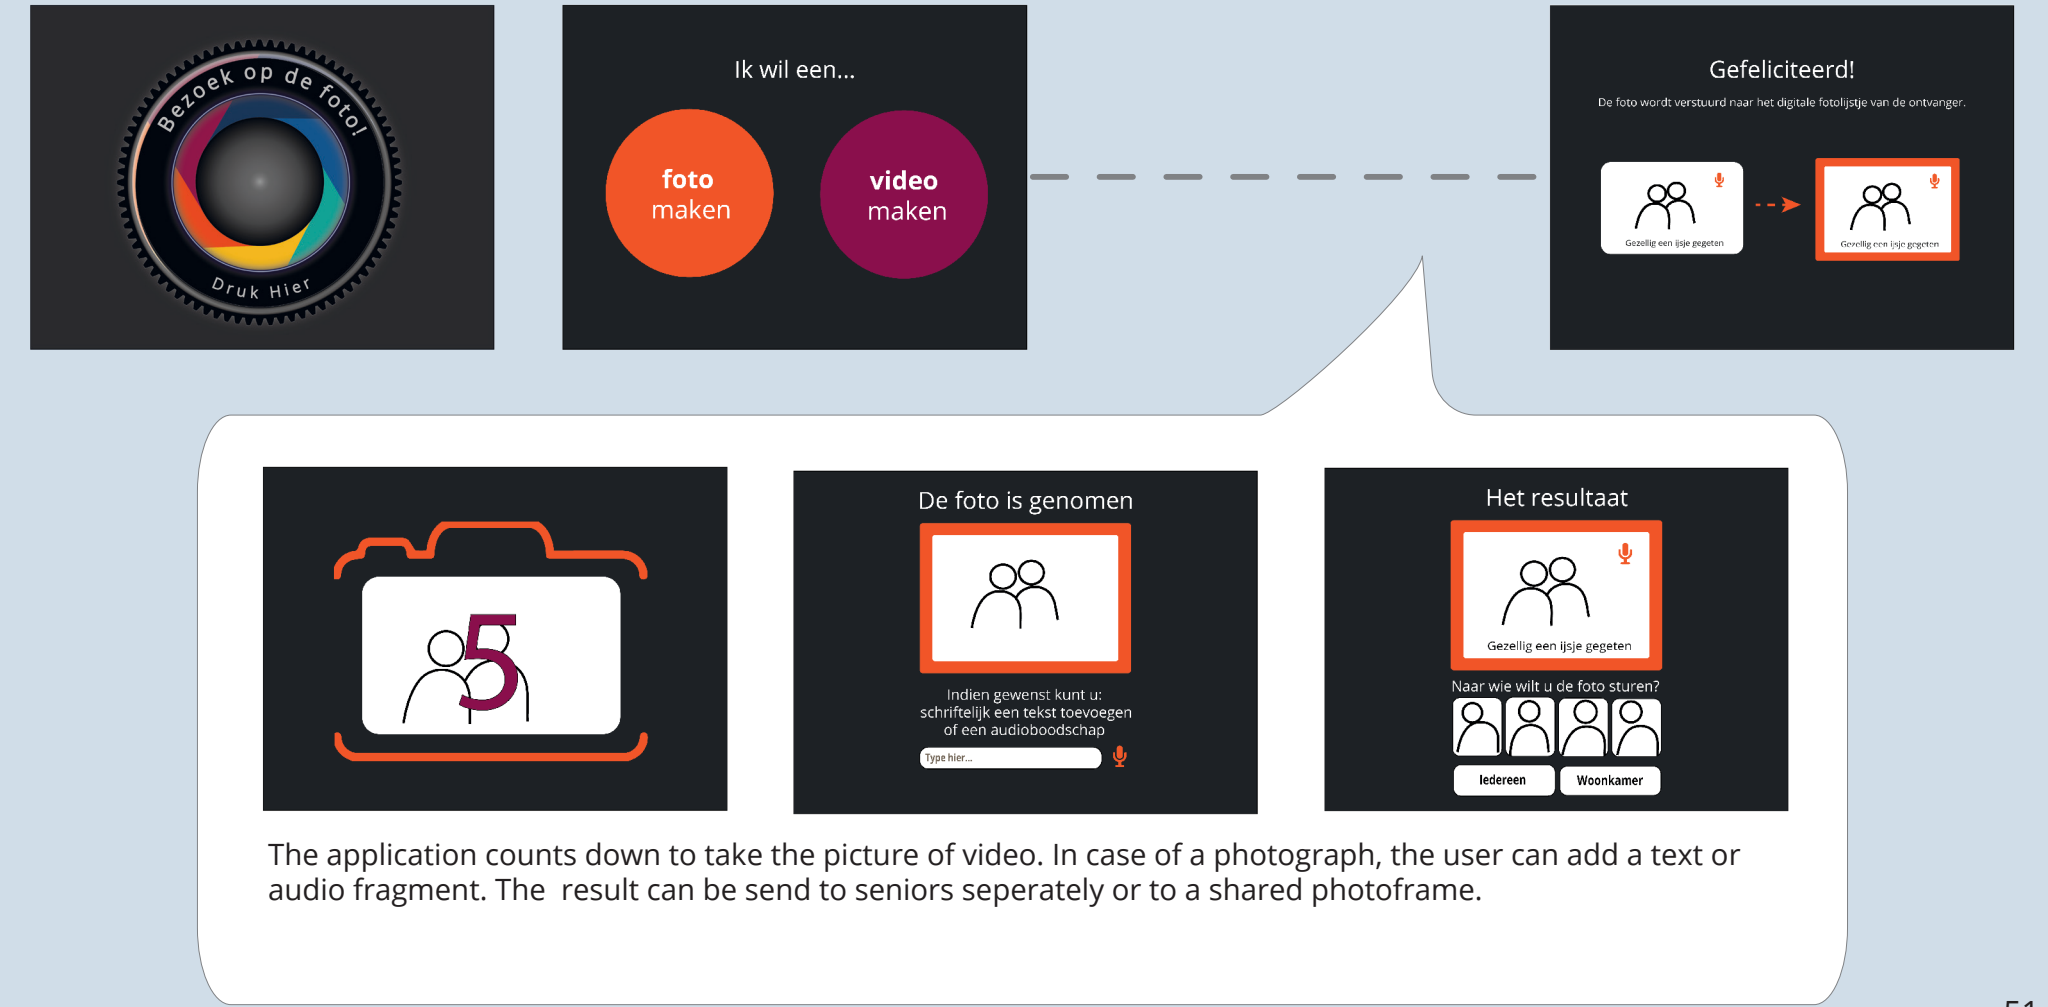 Bezoek op de foto!
Druk Hier
Ik wil een...
foto
maken
video
maken
Gefeliciteerd!
De foto wordt verstuurd naar het digitale fotolijstje van de ontvanger.
Gezellig een ijsje gegeten
Gezellig een ijsje gegeten
5
De foto is genomen
Indien gewenst kunt u:
schriftelijk een tekst toevoegen
of een audioboodschap
Type hier...
Het resultaat
Gezellig een ijsje gegeten
Naar wie wilt u de foto sturen?
Iedereen
Woonkamer
The application counts down to take the picture of video. In case of a photograph, the user can add a text or
audio fragment. The  result can be send to seniors seperately or to a shared photoframe.
51